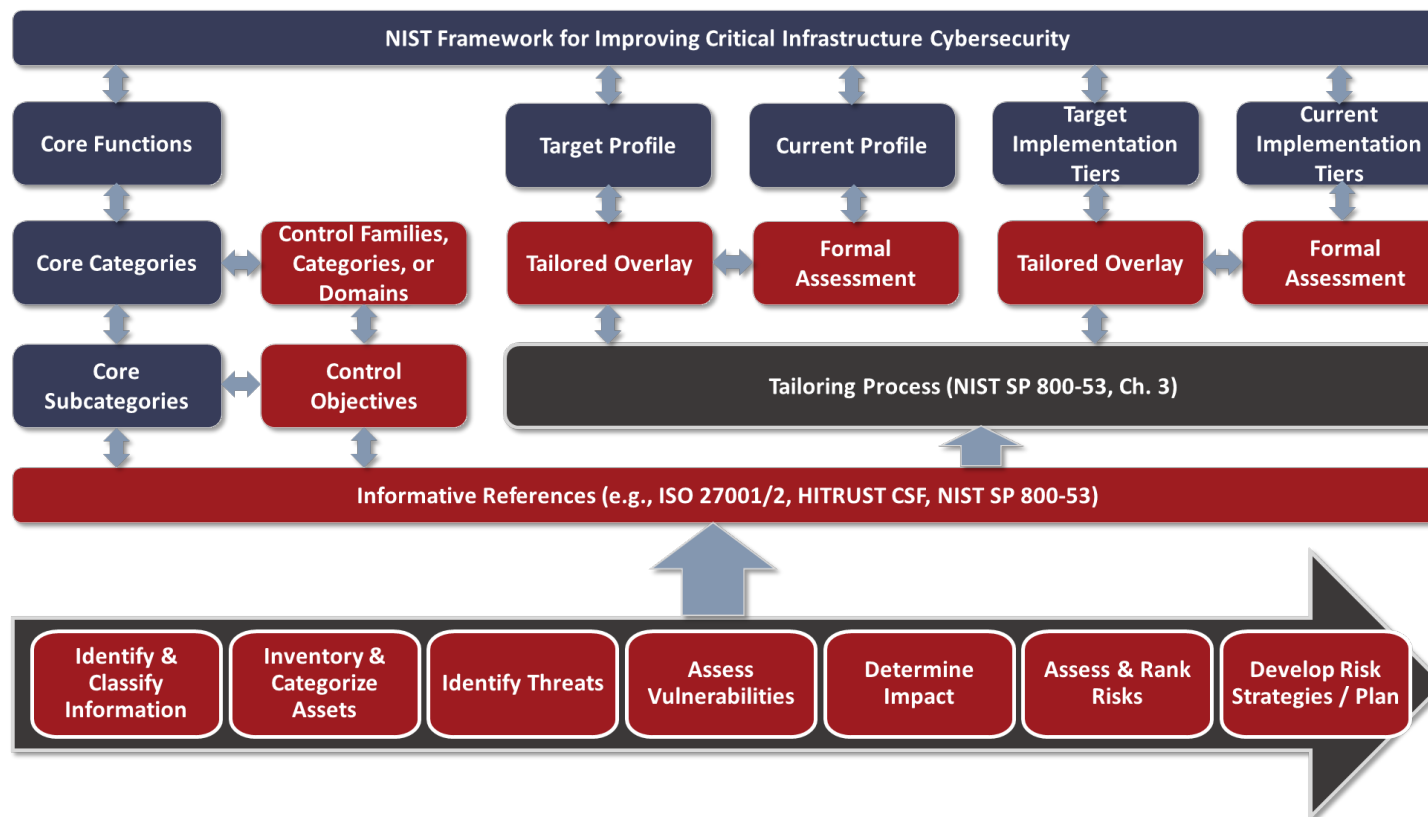 NIST Framework for Improving Critical Infrastructure Cybersecurity
Core Functions
Target Profile
Current Profile
Target
Implementation
Tiers
Current
Implementation
Tiers
Core Categories
Control Families,
Categories, or
Domains
Tailored Overlay
Formal
Assessment
Tailored Overlay
Formal
Assessment
Core
Subcategories
Control
Objectives
Tailoring Process (NIST SP 800-53, Ch. 3)
Informative References (e.g., ISO 27001/2, HITRUST CSF, NIST SP 800-53)
Identify &
Classify
Information
Inventory &
Categorize
Assets
Identify Threats
Assess
Vulnerabilities
Determine
Impact
Assess & Rank
Risks
Develop Risk
Strategies / Plan